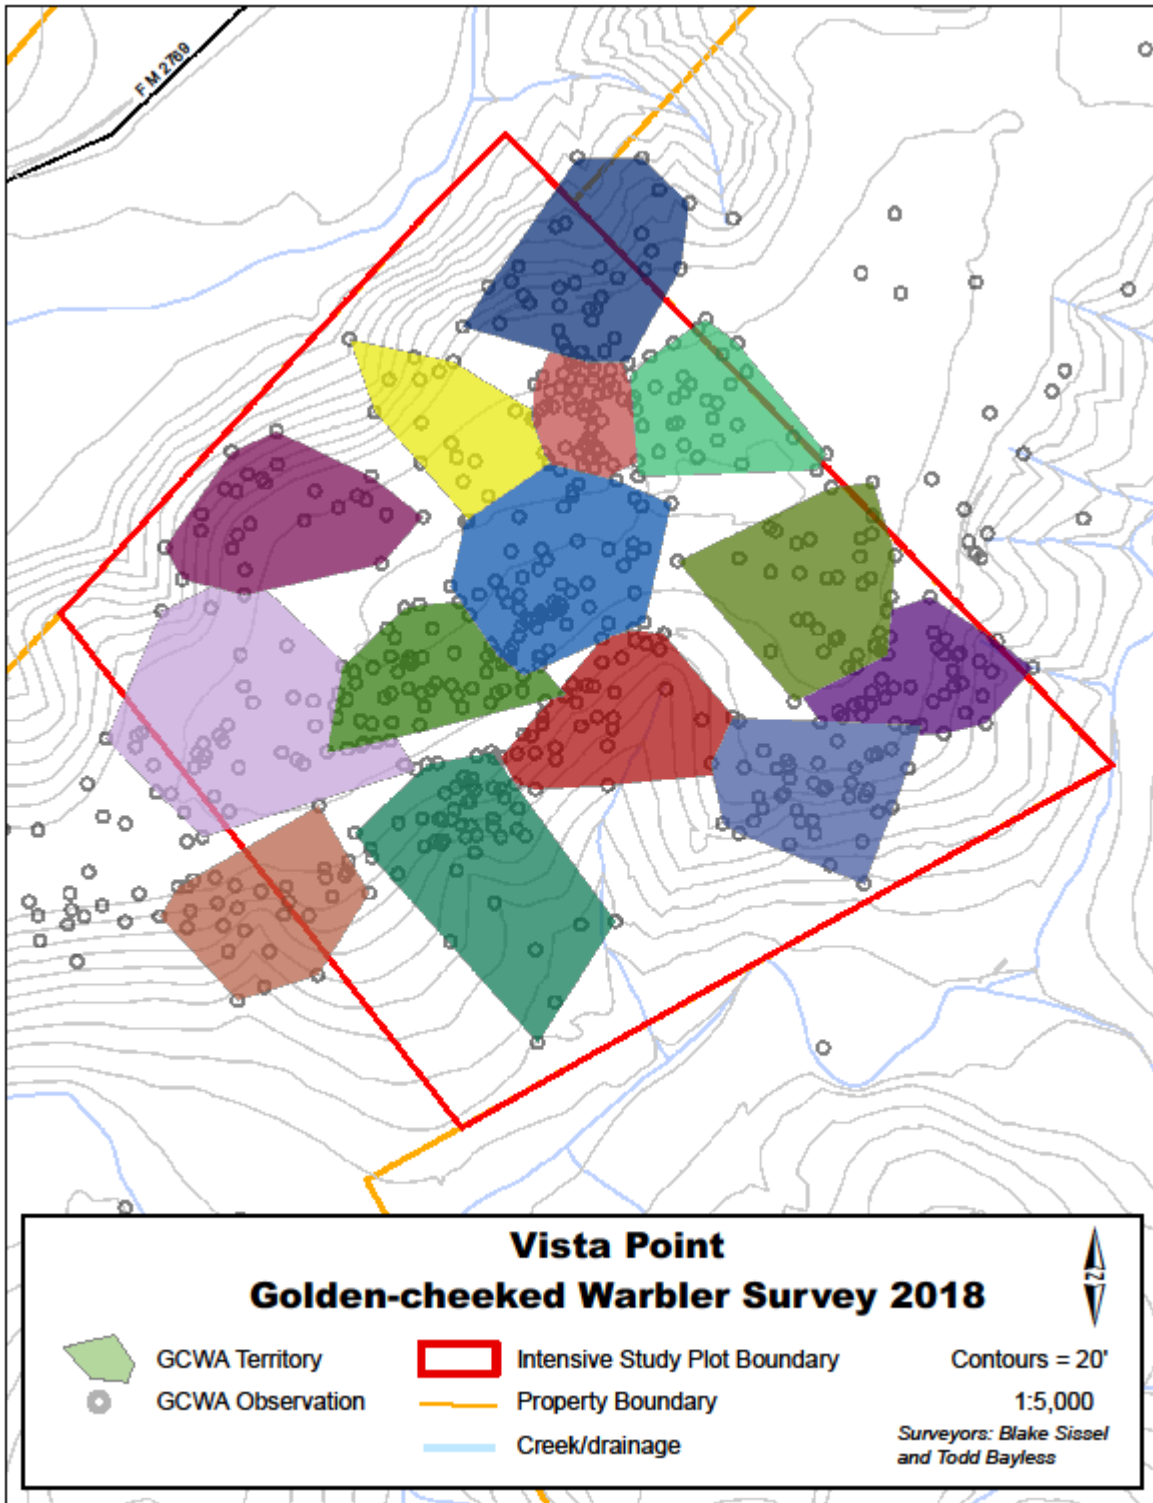 F M 2769
Vista Point
Golden-cheeked Warbler Survey 2018
N
GCWA Territory
Intensive Study Plot Boundary
Contours = 20'
GCWA Observation
Property Boundary
1:5,000
Creek/drainage
Surveyors: Blake Sissel
and Todd Bayless